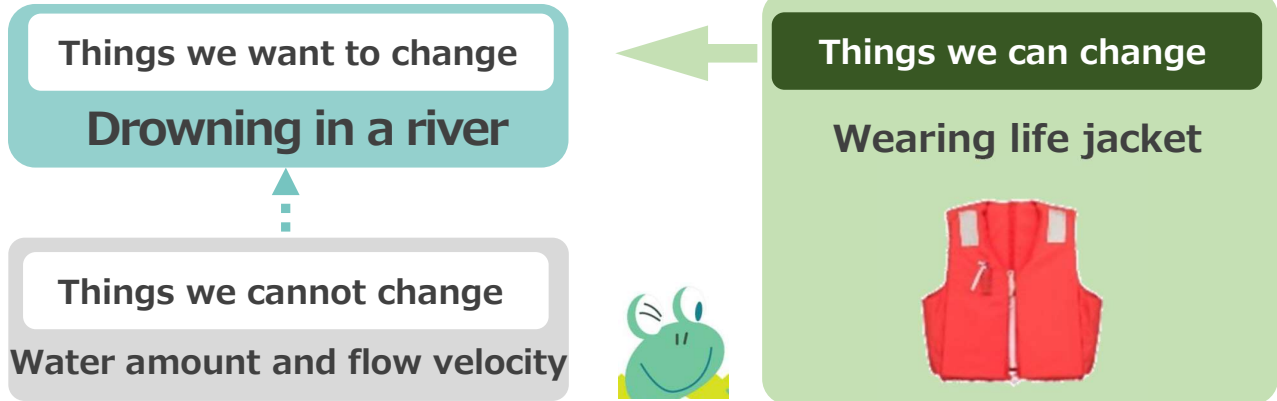 Things we want to change
Drowning in a river
Things we cannot change
Water amount and flow velocity
Things we can change
Wearing life jacket